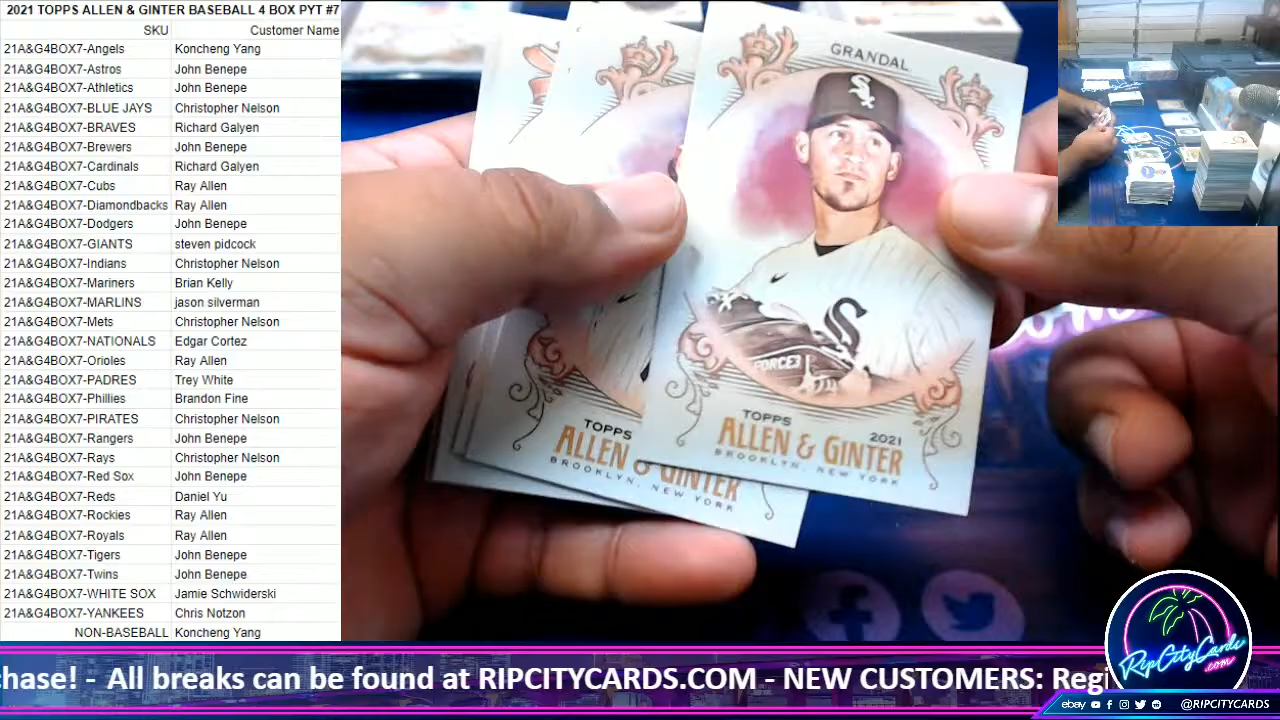 2021 TOPPS ALLEN & GINTER BASEBALL 4 BOX PYT #7
SKU Customer Name
21A&G4BOX7-Angels Koncheng Yang
21A&G4BOX7-Astros John Benepe
21A&G4BOX7-Athletics John Benepe
21A&G4BOX7-BLUE JAYS Christopher Nelson
21A&G4BOX7-BRAVES Richard Galyen
21A&G4BOX7-Brewers John Benepe
21A&G4BOX7-Cardinals Richard Galyen
21A&G4BOX7-Cubs Ray Allen
21A&G4BOX7-Diamondbacks Ray Allen
21A&G4BOX7-Dodgers John Benepe
21A&G4BOX7-GIANTS steven pidcock
21A&G4BOX7-Indians Christopher Nelson
21A&G4BOX7-Mariners Brian Kelly
21A&G4BOX7-MARLINS jason silverman
21A&G4BOX7-Mets Christopher Nelson
21A&G4BOX7-NATIONALS Edgar Cortez
21A&G4BOX7-Orioles Ray Allen
21A&G4BOX7-PADRES Trey White
21A&G4BOX7-Phillies Brandon Fine
21A&G4BOX7-PIRATES Christopher Nelson
21A&G4BOX7-Rangers John Benepe
21A&G4BOX7-Rays Christopher Nelson
21A&G4BOX7-Red Sox John Benepe
21A&G4BOX7-Reds Daniel Yu
21A&G4BOX7-Rockies Ray Allen
21A&G4BOX7-Royals Ray Allen
21A&G4BOX7-Tigers John Benepe
21A&G4BOX7-Twins John Benepe
21A&G4BOX7-WHITE SOX Jamie Schwiderski
21A&G4BOX7-YANKEES Chris Notzon
NON-BASEBALL Koncheng Yang
GRANDAL
TOPPS 2021
ALLEN & GINTER
BROOKLYN, NEW YORK
TOPPS
ALLEN & GINTER
BROOKLYN, NEW YORK
chase! - All breaks can be found at RIPCITYCARDS.COM - NEW CUSTOMERS: Reg
RipCityCards
.com
ebay @RIPCITYCARDS